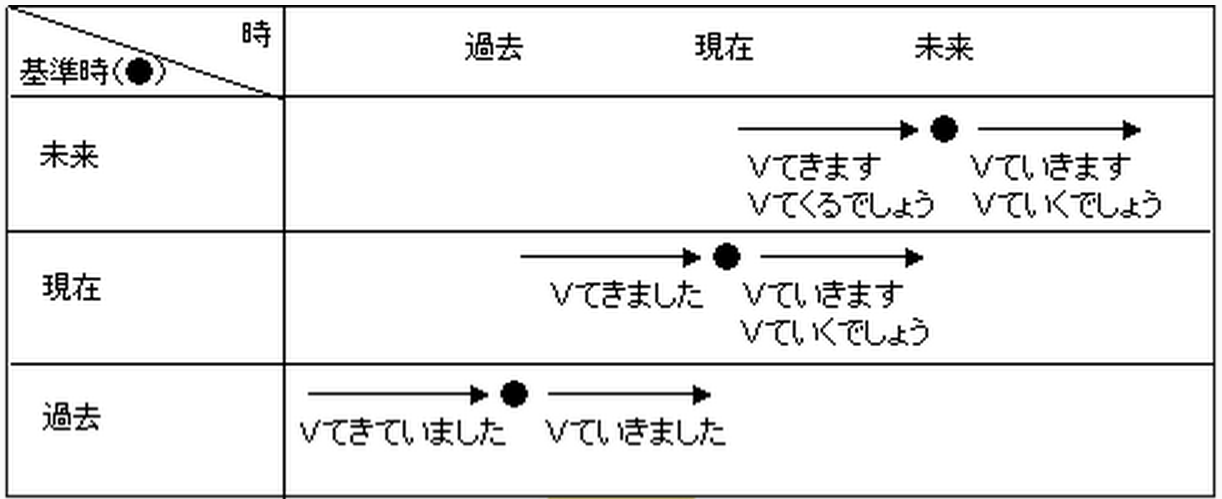 時
基準時(●)
過去 現在 未来
未来
Vてきます Vていきます
Vてくるでしょう Vていくでしょう
現在
Vてきました Vていきます
Vていくでしょう
過去
Vてきていました Vていきました